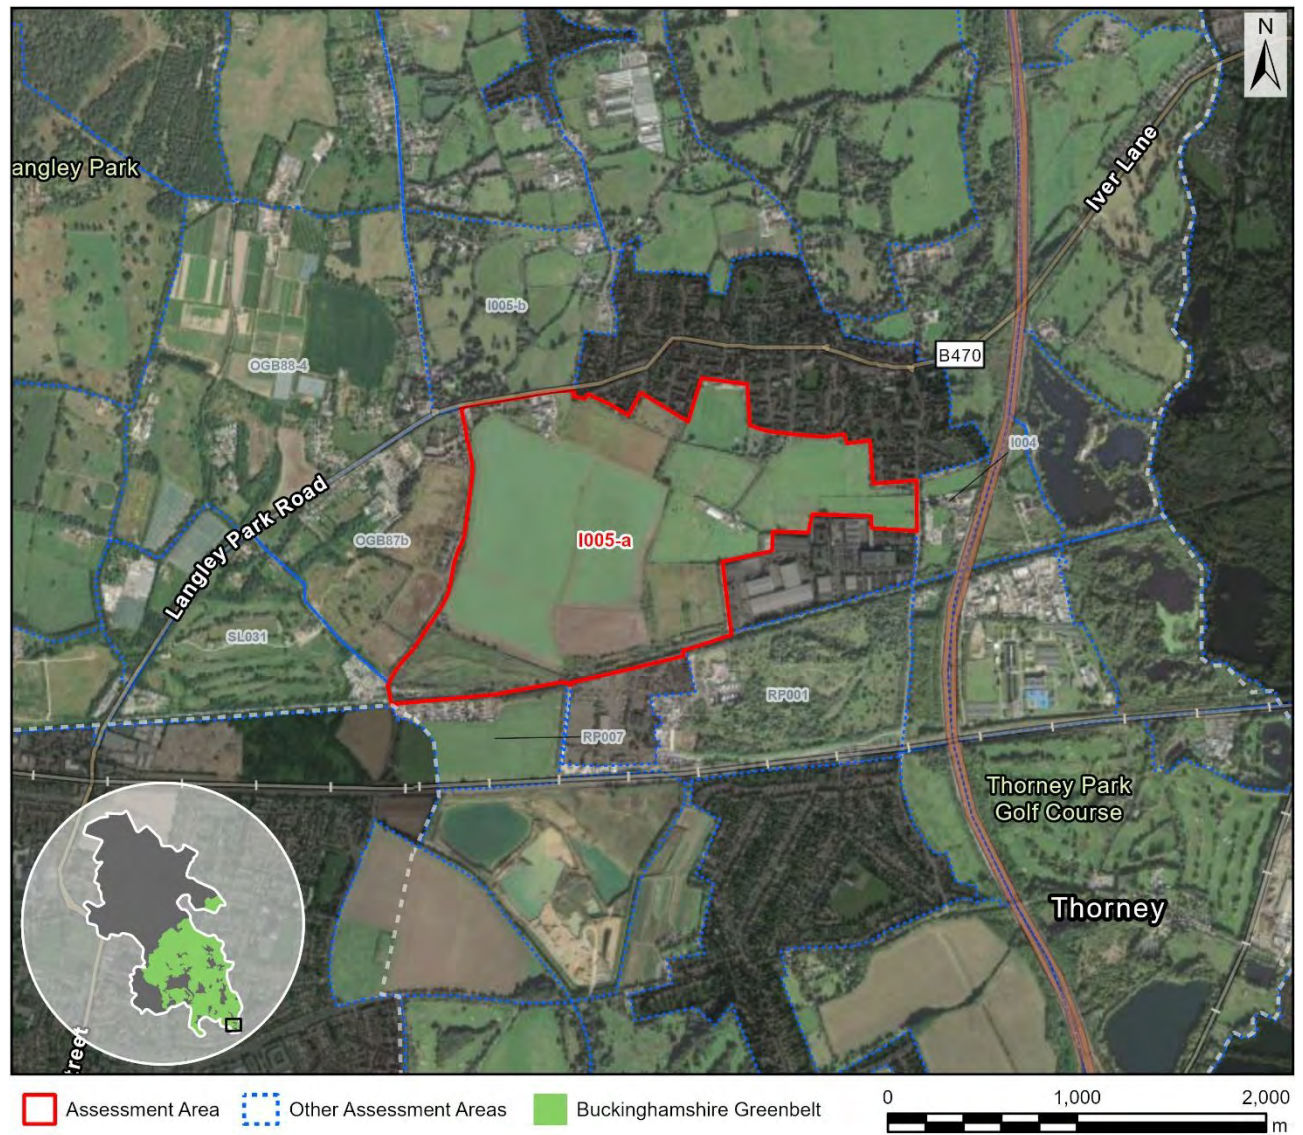 N
angley Park
Iver Lane
I005-b
OGB88-4
B470
I004
Langley Park Road
I005-a
OGB87b
SL031
RP001
RP007
Thorney Park
Golf Course
Thorney
treet
Assessment Area
Other Assessment Areas
Buckinghamshire Greenbelt
0
1,000
2,000
m